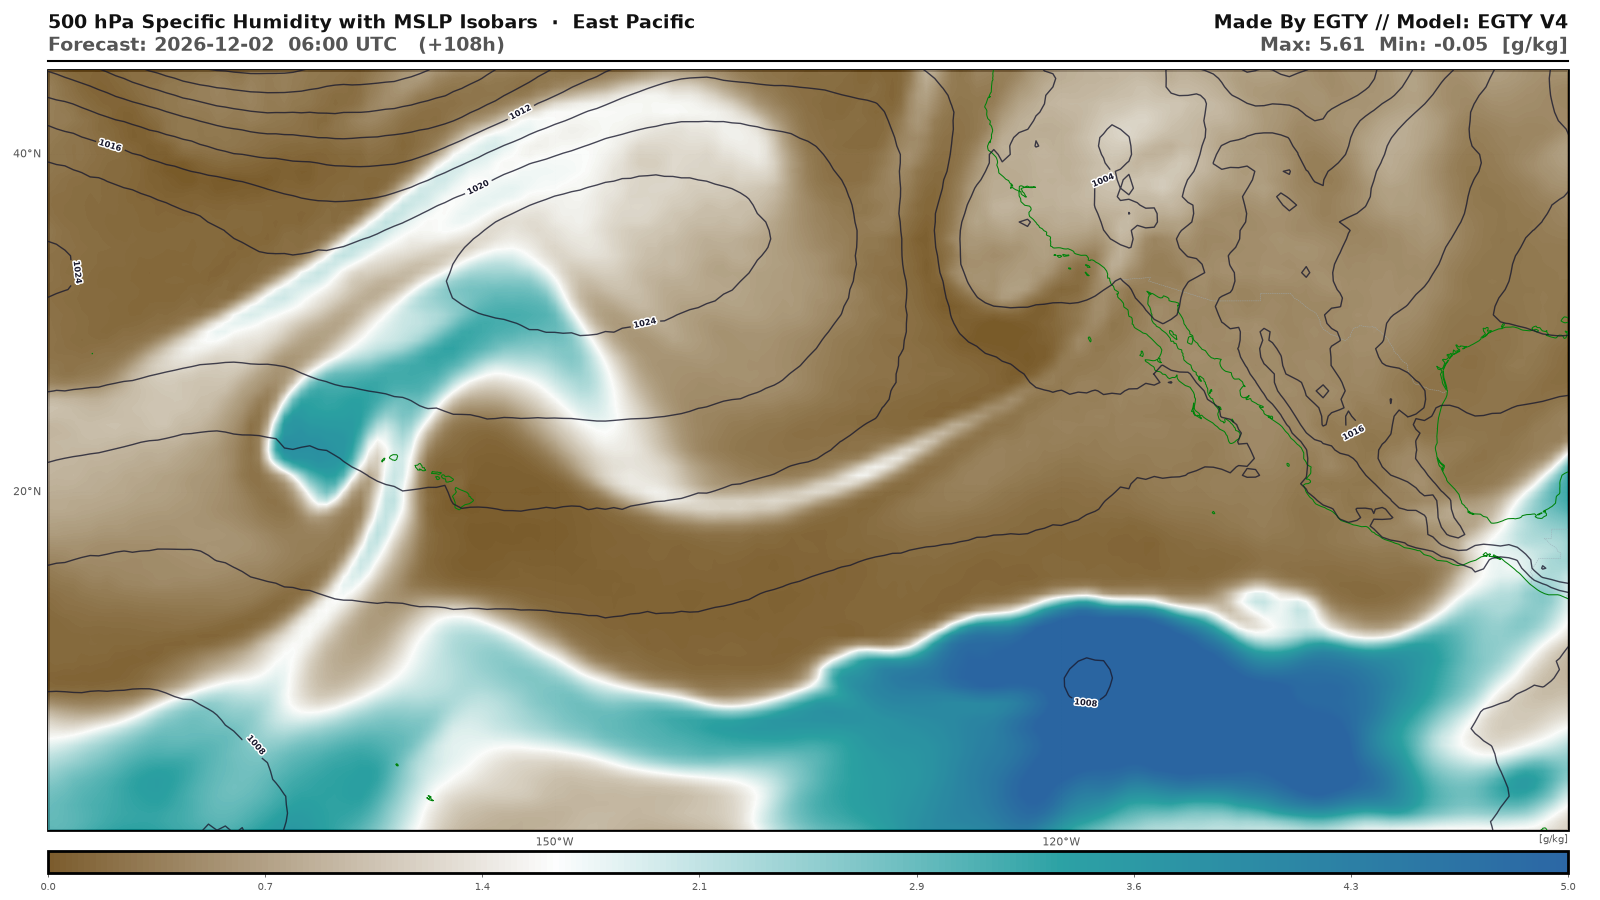 500 hPa Specific Humidity with MSLP Isobars · East Pacific
Made By EGTY // Model: EGTY V4
Forecast: 2026-12-02 06:00 UTC (+108h)
Max: 5.61 Min: -0.05 [g/kg]
1012
1016
40°N
1004
1020
1024
1024
1016
20°N
1008
1008
150°W
120°W
[g/kg]
0.0
0.7
1.4
2.1
2.9
3.6
4.3
5.0